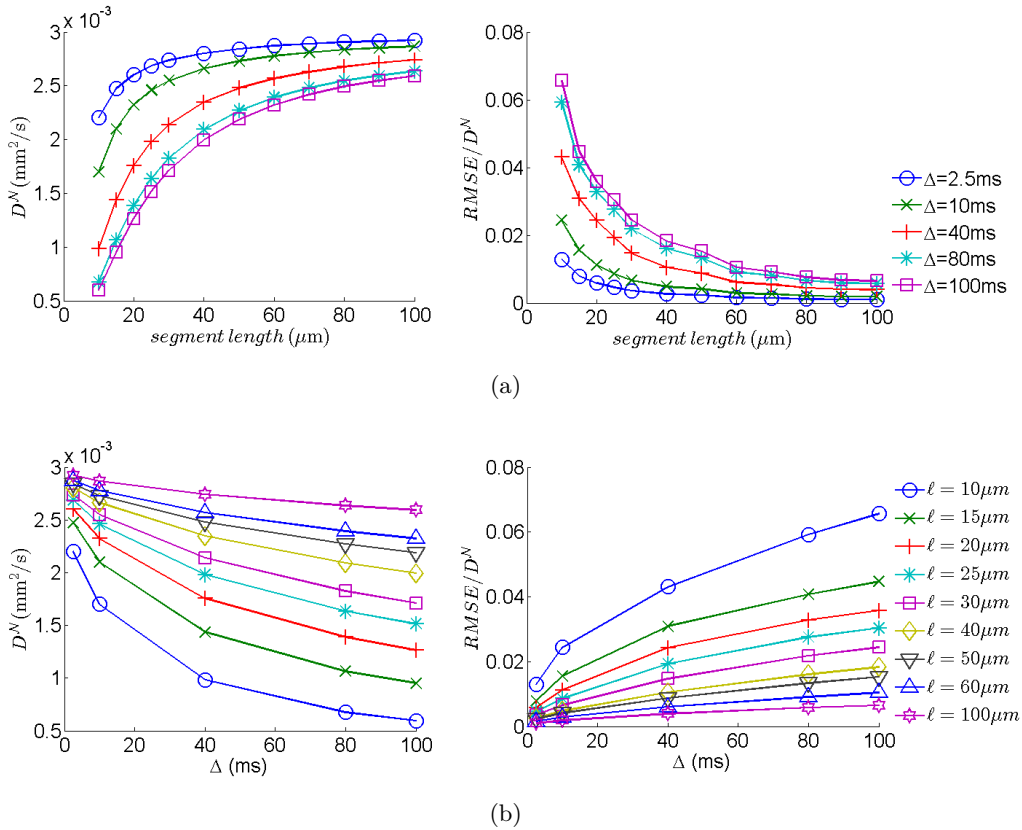 x 10⁻³
3
2.5
2
1.5
1
0.5
0 20 40 60 80 100
D^N (mm²/s)
segment length (μm)
0.08
0.06
0.04
0.02
0
0 20 40 60 80 100
RMSE/D^N
segment length (μm)
Δ=2.5ms
Δ=10ms
Δ=40ms
Δ=80ms
Δ=100ms
(a)
x 10⁻³
3
2.5
2
1.5
1
0.5
0 20 40 60 80 100
D^N (mm²/s)
Δ (ms)
0.08
0.06
0.04
0.02
0
0 20 40 60 80 100
RMSE/D^N
Δ (ms)
ℓ = 10μm
ℓ = 15μm
ℓ = 20μm
ℓ = 25μm
ℓ = 30μm
ℓ = 40μm
ℓ = 50μm
ℓ = 60μm
ℓ = 100μm
(b)